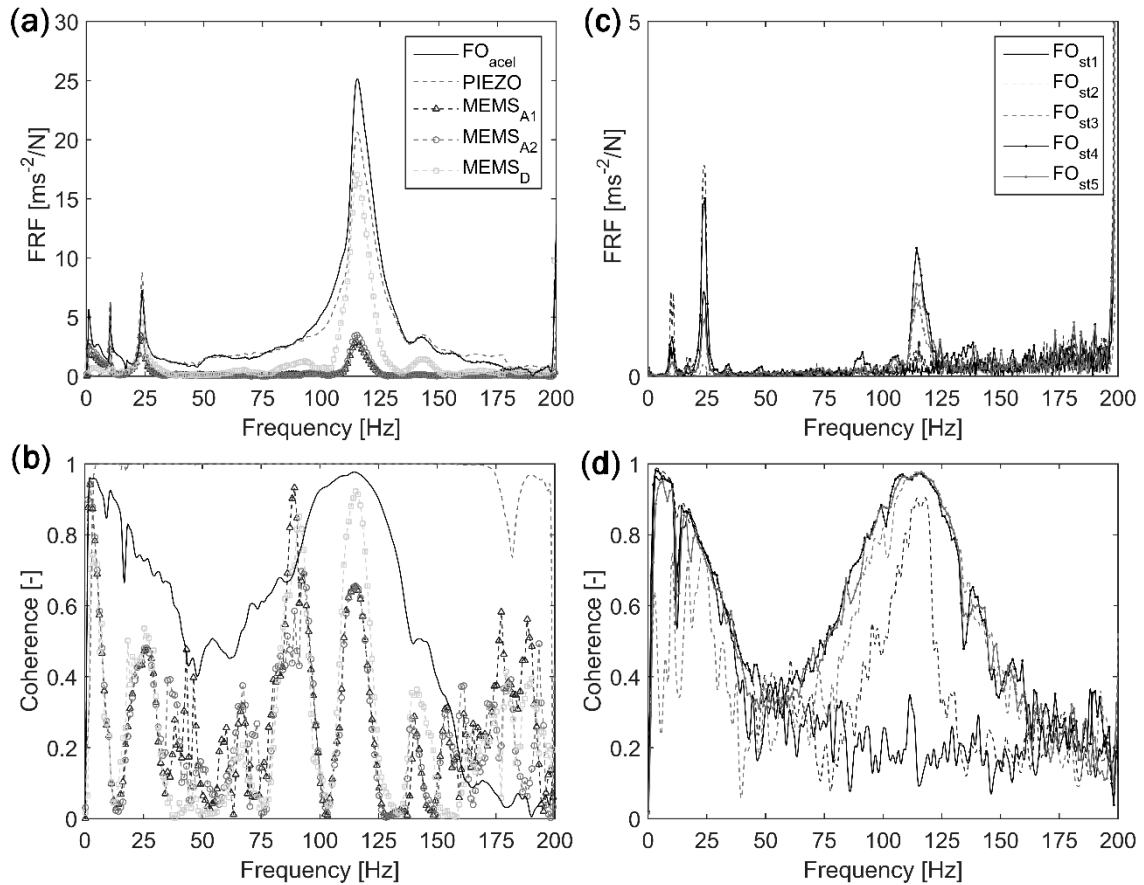 (a)
30
25
20
15
10
5
0
FRF [ms-2/N]
0 25 50 75 100 125 150 175 200
Frequency [Hz]
FOacel
PIEZO
MEMSA1
MEMSA2
MEMSD
(c)
5
0
FRF [ms-2/N]
0 25 50 75 100 125 150 175 200
Frequency [Hz]
FOst1
FOst2
FOst3
FOst4
FOst5
(b)
1
0.8
0.6
0.4
0.2
0
Coherence [-]
0 25 50 75 100 125 150 175 200
Frequency [Hz]
(d)
1
0.8
0.6
0.4
0.2
0
Coherence [-]
0 25 50 75 100 125 150 175 200
Frequency [Hz]